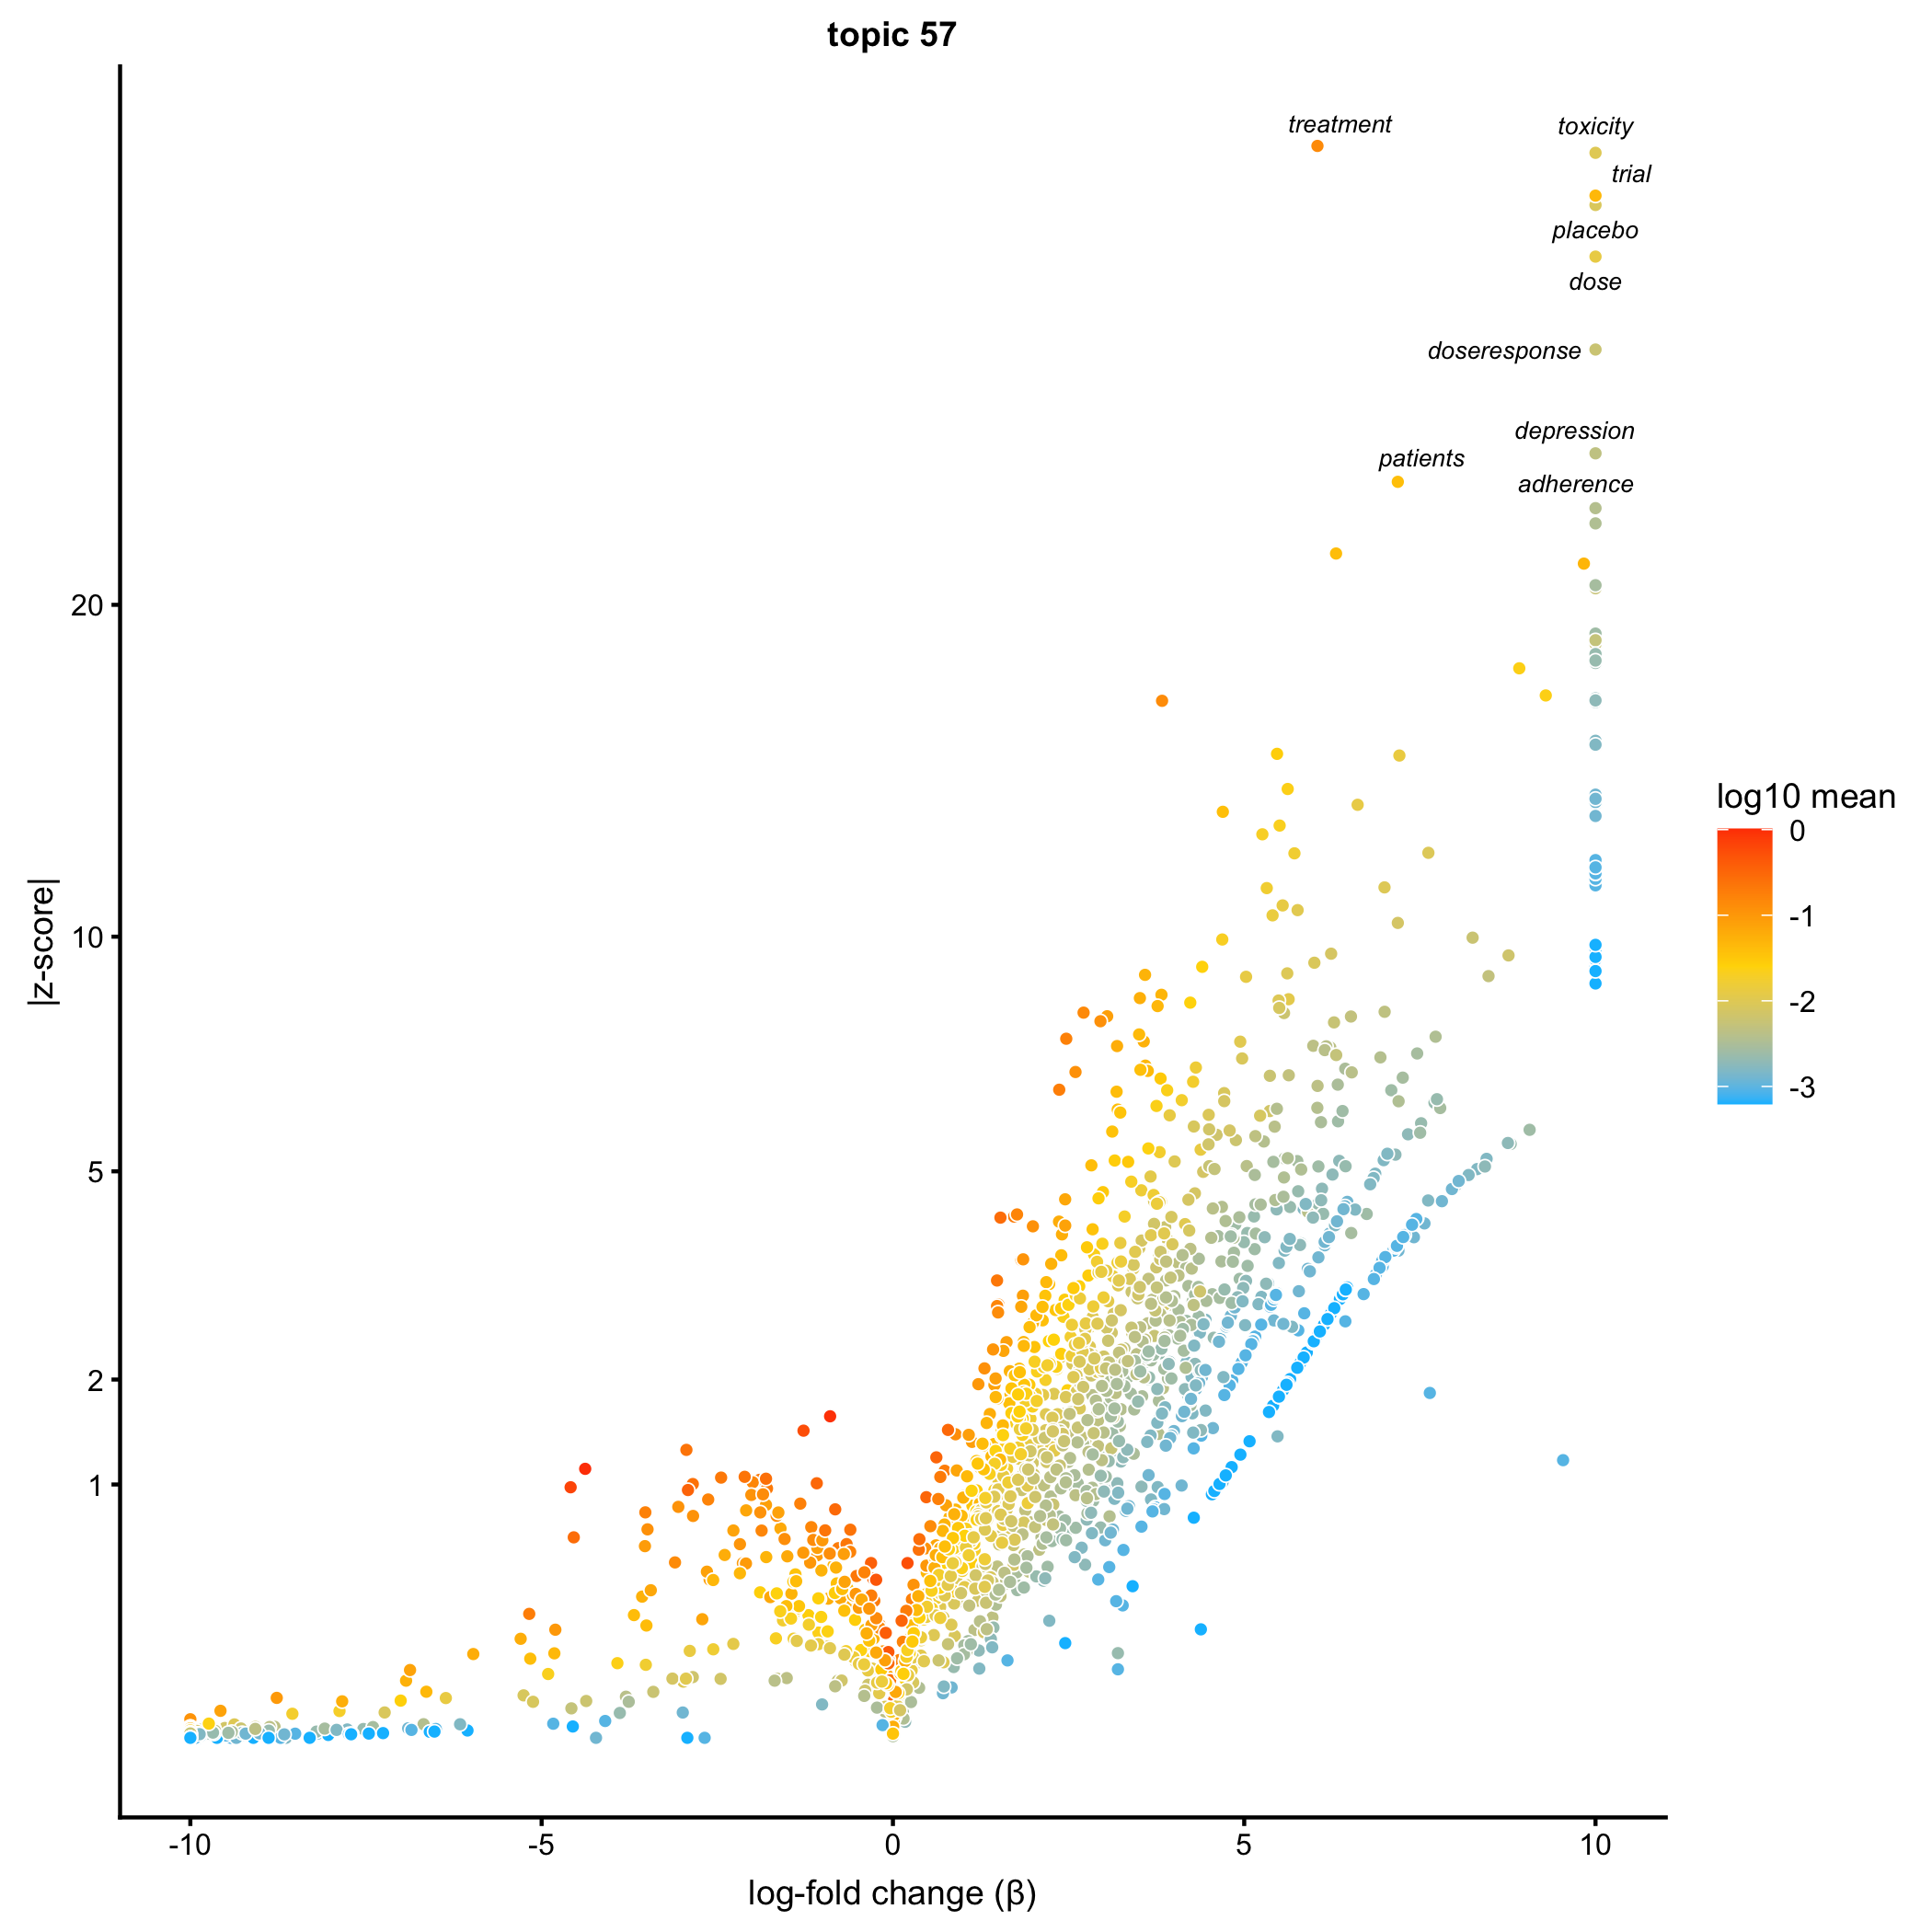 topic 57
treatment
toxicity
trial
placebo
dose
doseresponse
depression
patients
adherence
20
10
5
2
1
|z-score|
-10
-5
0
5
10
log-fold change (β)
log10 mean
0
-1
-2
-3